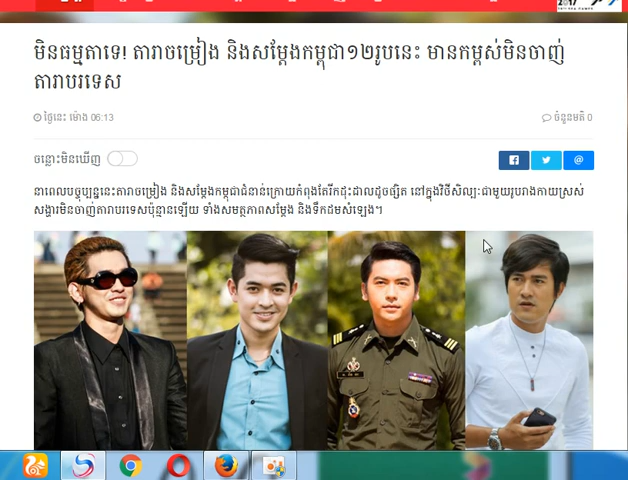 មិនធម្មតាទេ! តារាចម្រៀង និងសម្ដែងកម្ពុជា១២រូបនេះ មានកម្ពស់មិនចាញ់
តារាបរទេស
ថ្ងៃនេះ ម៉ោង 06:13
ចំនួនមតិ 0
ចន្លោះមិនឃើញ
នាពេលបច្ចុប្បន្ននេះតារាចម្រៀង និងសម្ដែងកម្ពុជាជំនាន់ក្រោយកំពុងតែរីកដុះដាលដូចផ្សិត នៅក្នុងវិថីសិល្បៈជាមួយរូបរាងកាយស្រស់
សង្ហារមិនចាញ់តារាបរទេសប៉ុន្មានឡើយ ទាំងសមត្ថភាពសម្ដែង និងទឹកដមសំឡេង។